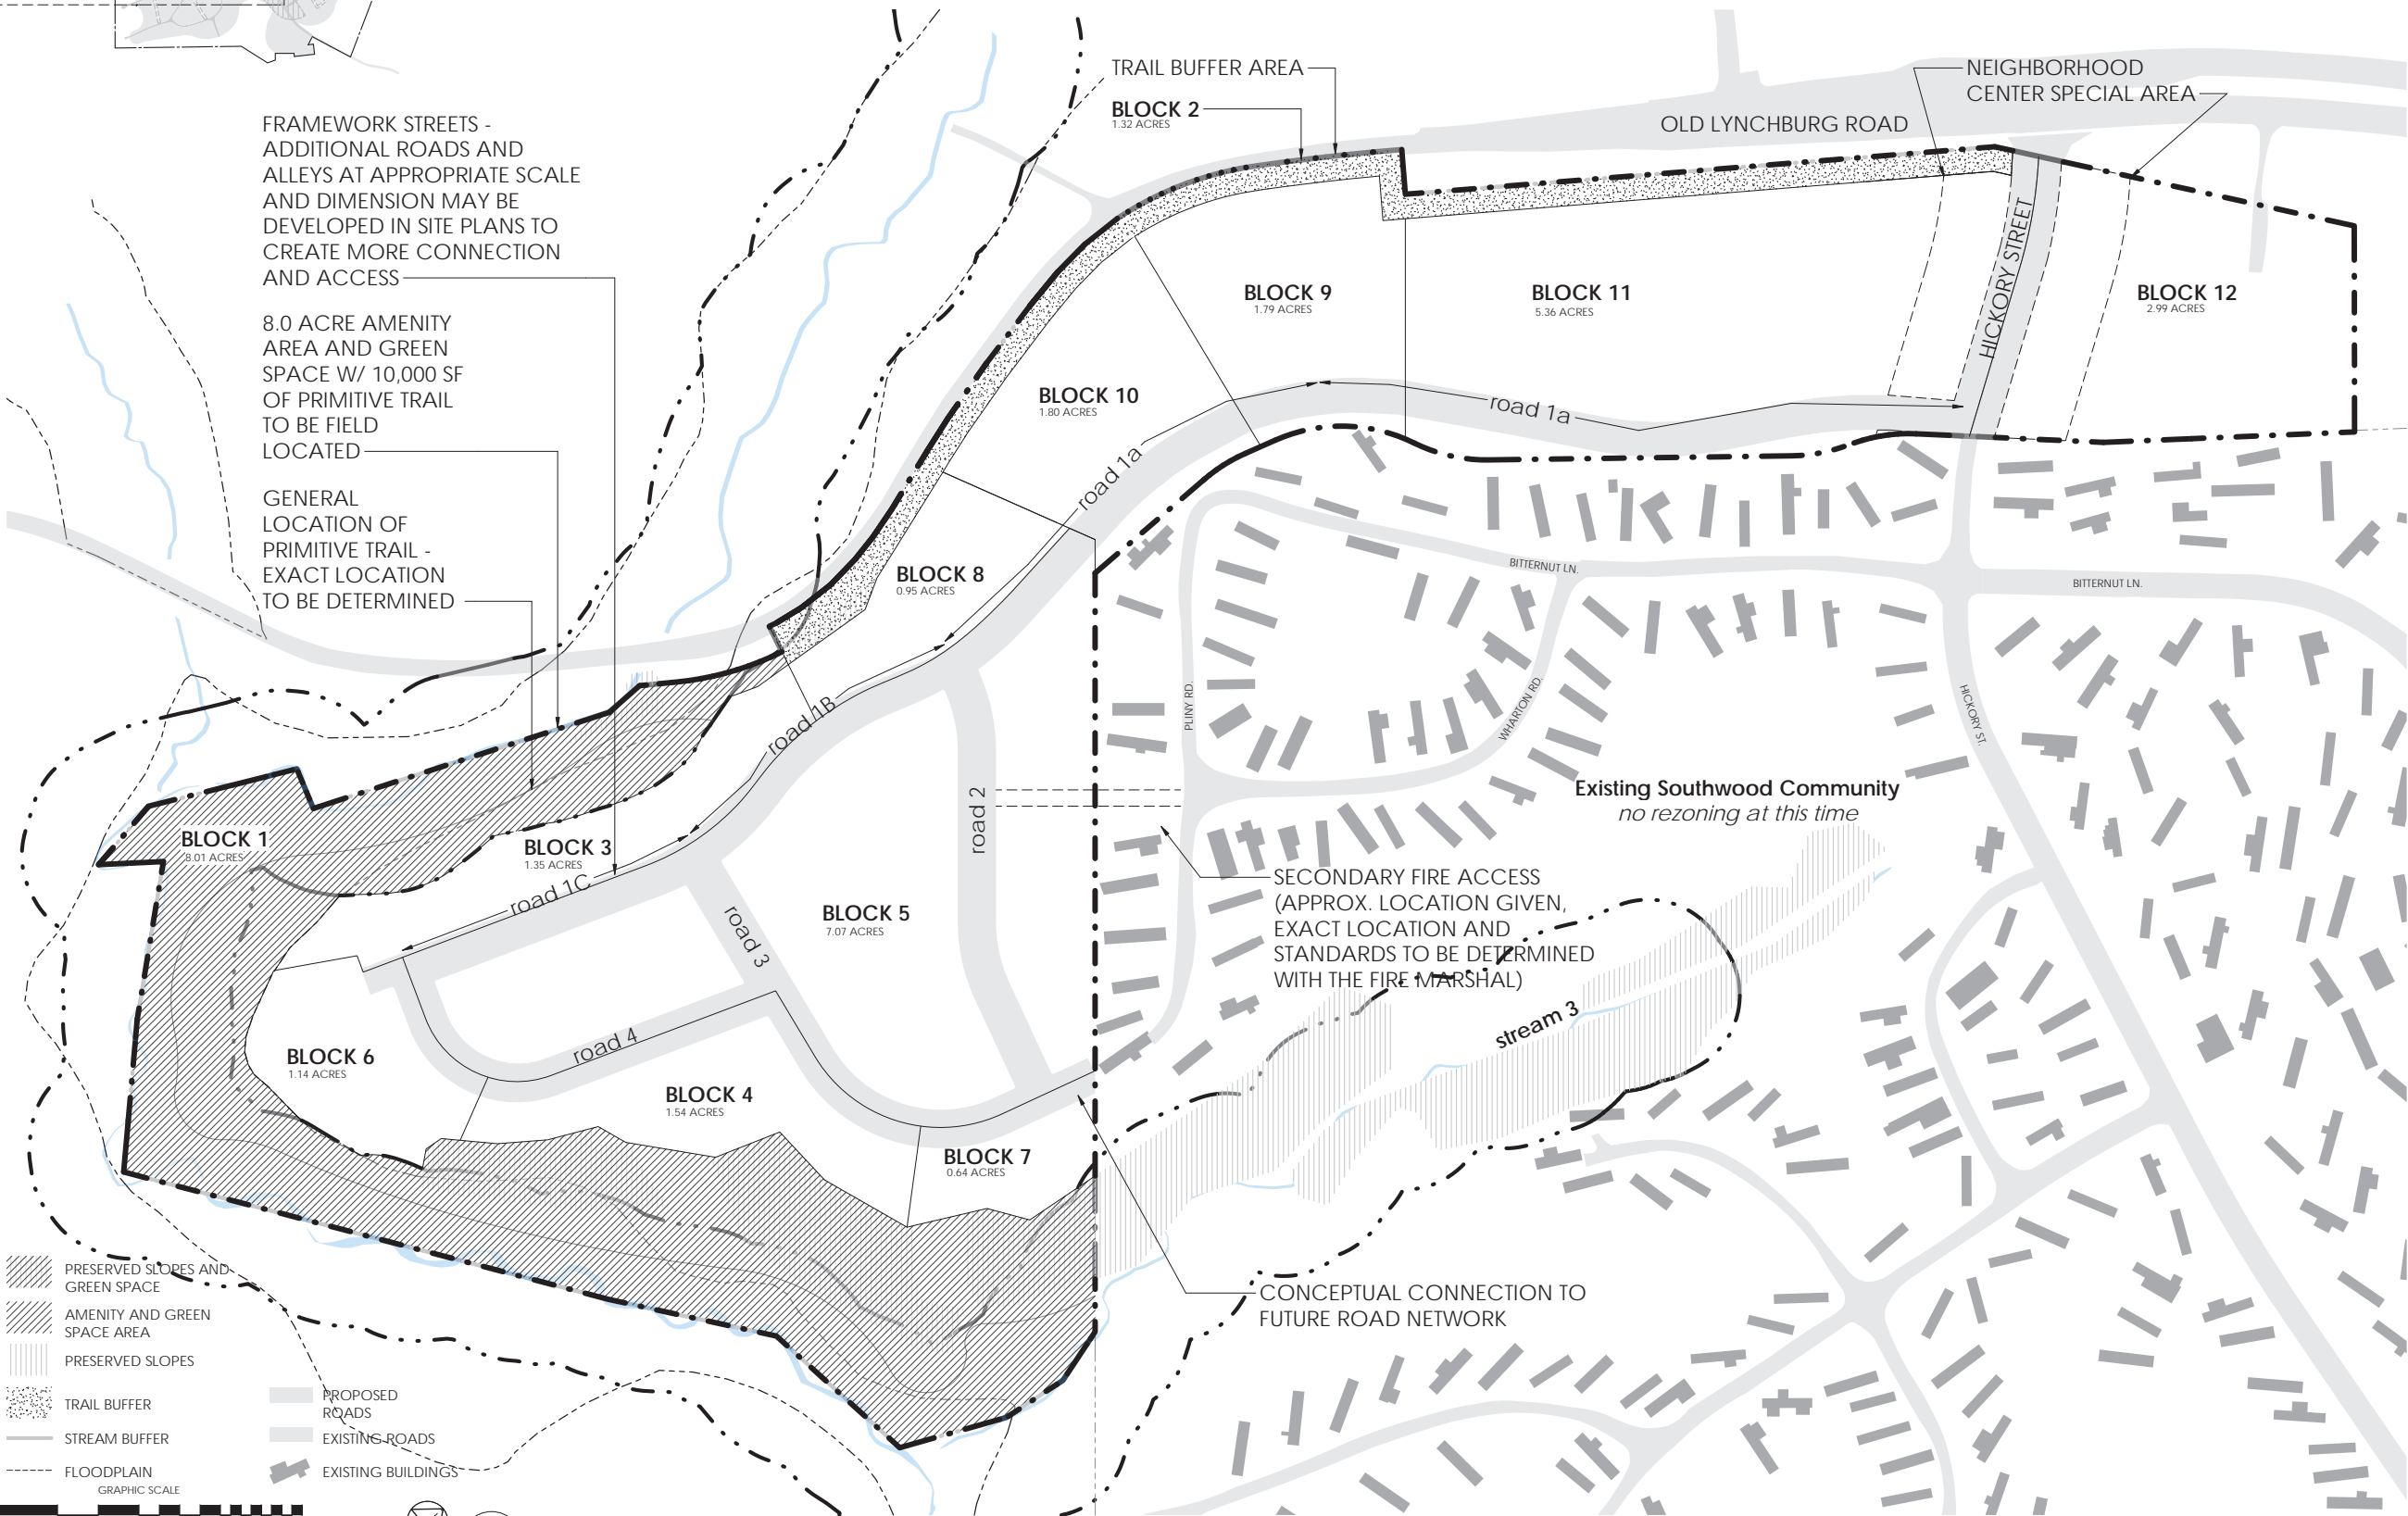 TRAIL BUFFER AREA
BLOCK 2
1.32 ACRES
NEIGHBORHOOD
CENTER SPECIAL AREA
OLD LYNCHBURG ROAD
FRAMEWORK STREETS -
ADDITIONAL ROADS AND
ALLEYS AT APPROPRIATE SCALE
AND DIMENSION MAY BE
DEVELOPED IN SITE PLANS TO
CREATE MORE CONNECTION
AND ACCESS
8.0 ACRE AMENITY
AREA AND GREEN
SPACE W/ 10,000 SF
OF PRIMITIVE TRAIL
TO BE FIELD
LOCATED
GENERAL
LOCATION OF
PRIMITIVE TRAIL -
EXACT LOCATION
TO BE DETERMINED
BLOCK 9
1.79 ACRES
BLOCK 11
5.36 ACRES
HICKORY STREET
BLOCK 12
2.99 ACRES
BLOCK 10
1.80 ACRES
road 1a
road 1a
BLOCK 8
0.95 ACRES
BITTERNUT LN.
BITTERNUT LN.
road 1B
PLINY RD.
WHARTON RD.
HICKORY ST.
road 2
Existing Southwood Community
no rezoning at this time
BLOCK 1
8.01 ACRES
BLOCK 3
1.35 ACRES
road 1C
road 3
BLOCK 5
7.07 ACRES
SECONDARY FIRE ACCESS
(APPROX. LOCATION GIVEN,
EXACT LOCATION AND
STANDARDS TO BE DETERMINED
WITH THE FIRE MARSHAL)
stream 3
BLOCK 6
1.14 ACRES
road 4
BLOCK 4
1.54 ACRES
BLOCK 7
0.64 ACRES
CONCEPTUAL CONNECTION TO
FUTURE ROAD NETWORK
PRESERVED SLOPES AND
GREEN SPACE
AMENITY AND GREEN
SPACE AREA
PRESERVED SLOPES
TRAIL BUFFER
STREAM BUFFER
FLOODPLAIN
PROPOSED
ROADS
EXISTING ROADS
EXISTING BUILDINGS
GRAPHIC SCALE